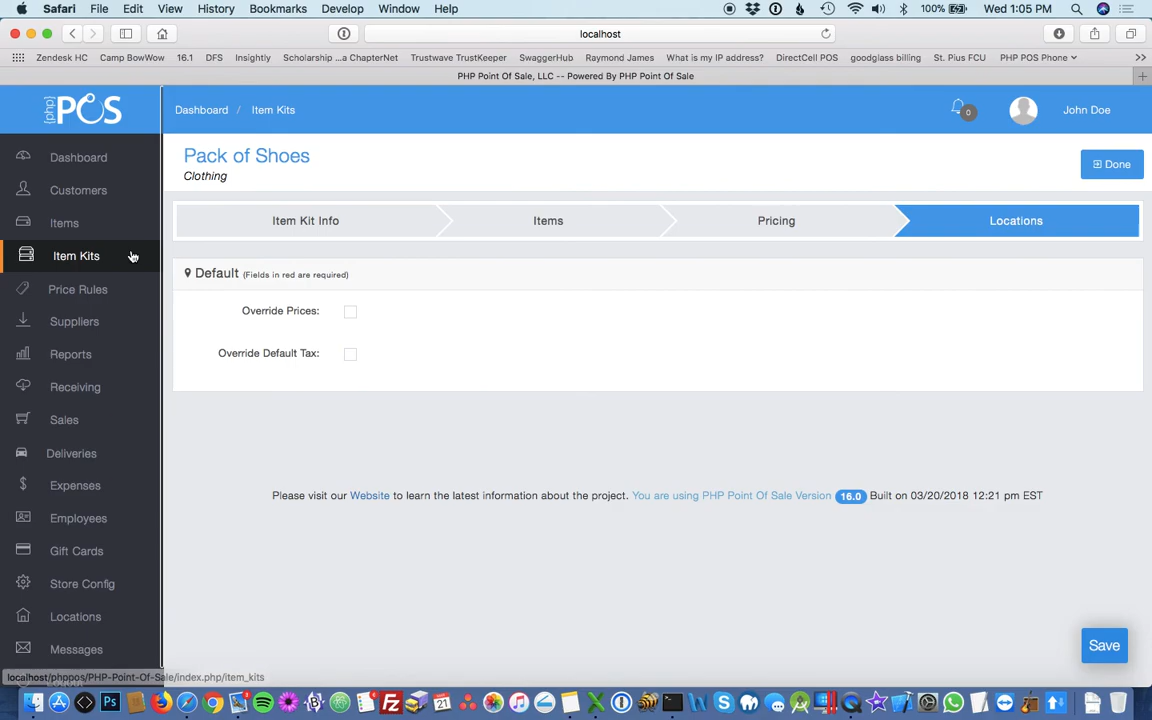 Safari File Edit View History Bookmarks Develop Window Help 100% Wed 1:05 PM
localhost
Zendesk HC Camp BowWow 16.1 DFS Insightly Scholarship ...a ChapterNet Trustwave TrustKeeper SwaggerHub Raymond James What is my IP address? DirectCell POS goodglass billing St. Pius FCU PHP POS Phone >>
PHP Point Of Sale, LLC -- Powered By PHP Point Of Sale +
{php} POS
Dashboard / Item Kits 0 John Doe
Dashboard
Customers
Items
Item Kits
Price Rules
Suppliers
Reports
Receiving
Sales
Deliveries
Expenses
Employees
Gift Cards
Store Config
Locations
Messages
Pack of Shoes
Clothing
Done
Item Kit Info Items Pricing Locations
Default (Fields in red are required)
Override Prices:
Override Default Tax:
Please visit our Website to learn the latest information about the project. You are using PHP Point Of Sale Version 16.0 Built on 03/20/2018 12:21 pm EST
Save
localhost/phppos/PHP-Point-Of-Sale/index.php/item_kits